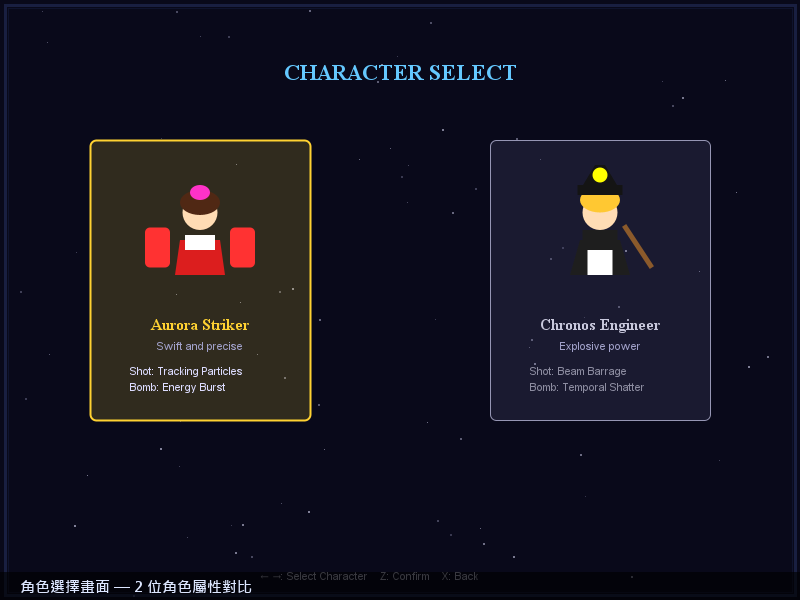 CHARACTER SELECT
Aurora Striker
Swift and precise
Shot: Tracking Particles
Bomb: Energy Burst
Chronos Engineer
Explosive power
Shot: Beam Barrage
Bomb: Temporal Shatter
← →: Select Character    Z: Confirm    X: Back
角色選擇畫面 — 2 位角色屬性對比